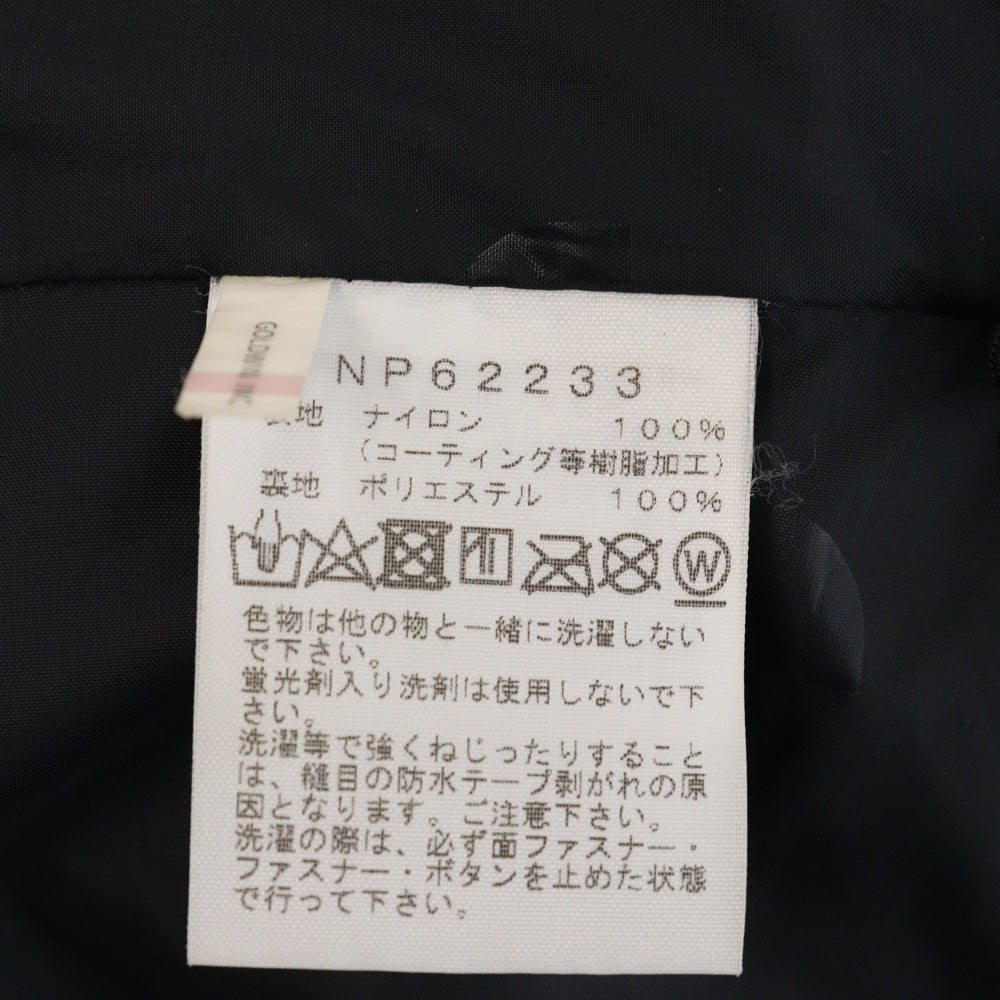 GOLDWIN INC.
NP62233
表地 ナイロン 100%
(コーティング等樹脂加工)
裏地 ポリエステル 100%
W
色物は他の物と一緒に洗濯しない
で下さい。
蛍光剤入り洗剤は使用しないで下
さい。
洗濯等で強くねじったりすること
は、縫目の防水テープ剥がれの原
因となります。ご注意下さい。
洗濯の際は、必ず面ファスナー・
ファスナー・ボタンを止めた状態
で行って下さい。